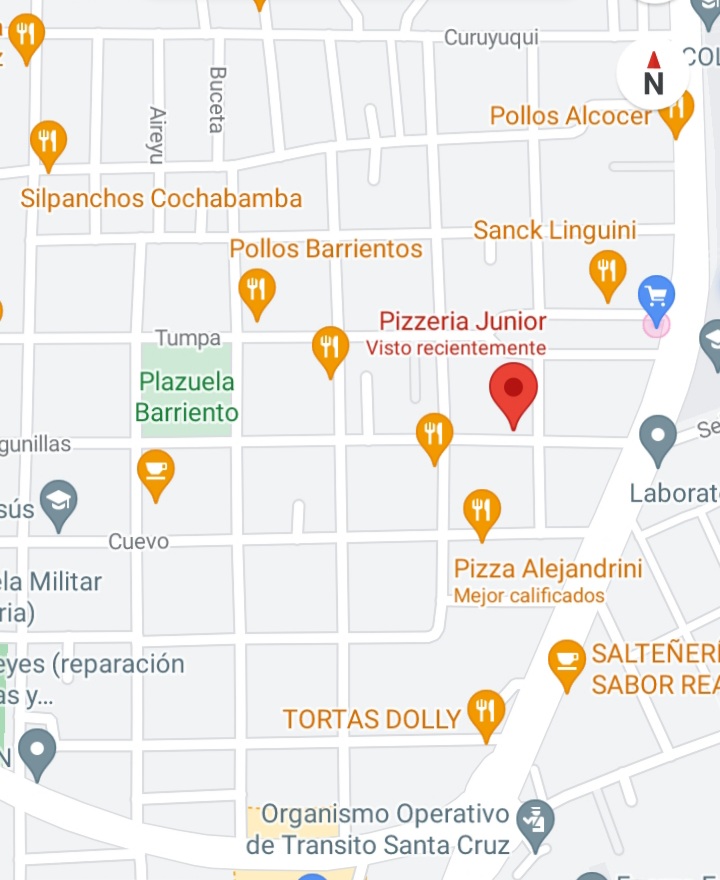 Curuyuqui
COL
N
Buceta
Aireyu
Pollos Alcocer
Silpanchos Cochabamba
Sanck Linguini
Pollos Barrientos
Pizzeria Junior
Visto recientemente
Tumpa
Plazuela
Barriento
gunillas
Se
Laborat
sús
Cuevo
Pizza Alejandrini
Mejor calificados
la Militar
ria)
eyes (reparación
as y...
SALTEÑER
SABOR REA
TORTAS DOLLY
N
Organismo Operativo
de Transito Santa Cruz